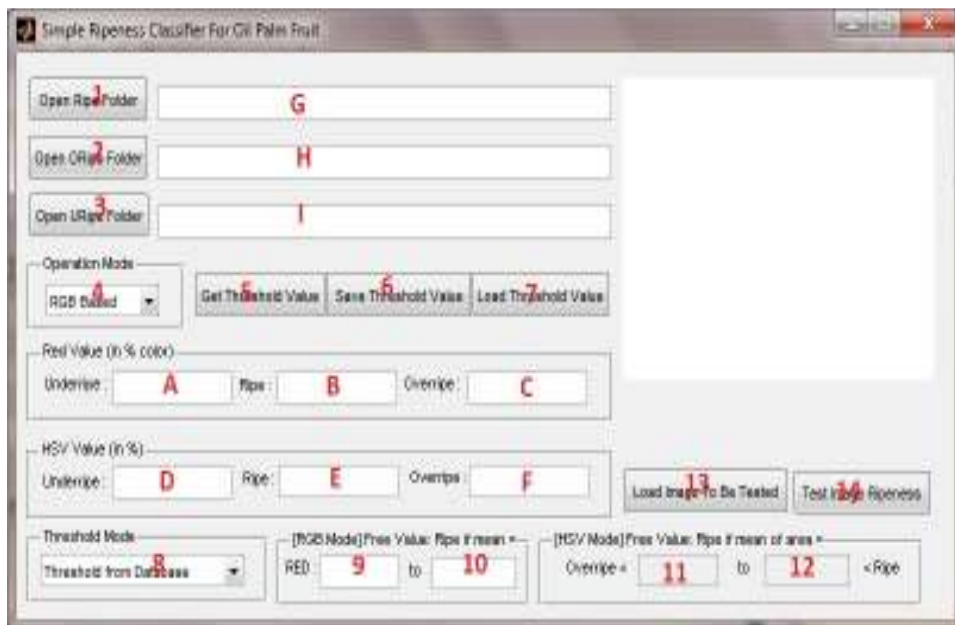 Simple Ripeness Classifier For Oil Palm Fruit
Open Ripe Folder 1 G
Open ORipe Folder 2 H
Open URipe Folder 3 I
Operation Mode
RGB Based 4
Get Threshold Value 5 Save Threshold Value 6 Load Threshold Value 7
Red Value (in % color)
Underripe : A Ripe : B Overripe : C
HSV Value (in %)
Underripe : D Ripe : E Overripe : F
Load Image To Be Tested 13 Test Image Ripeness 14
Threshold Mode
Threshold from Database 8
[RGB Mode] Free Value: Ripe if mean =
RED 9 to 10
[HSV Mode] Free Value: Ripe if mean of area =
Overripe < 11 to 12 < Ripe